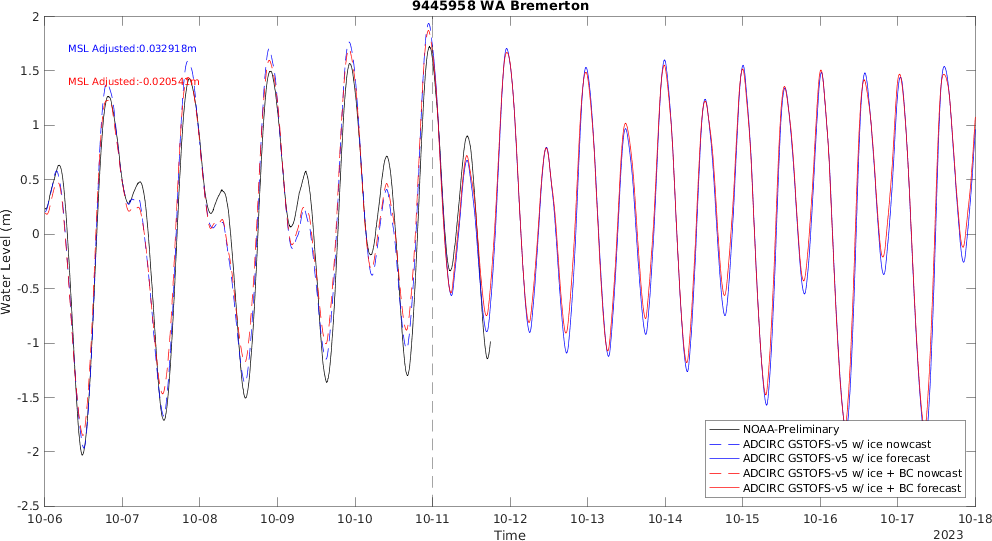 9445958 WA Bremerton
MSL Adjusted:0.032918m
MSL Adjusted:-0.020541m
Water Level (m)
2
1.5
1
0.5
0
-0.5
-1
-1.5
-2
-2.5
NOAA-Preliminary
ADCIRC GSTOFS-v5 w/ ice nowcast
ADCIRC GSTOFS-v5 w/ ice forecast
ADCIRC GSTOFS-v5 w/ ice + BC nowcast
ADCIRC GSTOFS-v5 w/ ice + BC forecast
10-06 10-07 10-08 10-09 10-10 10-11 10-12 10-13 10-14 10-15 10-16 10-17 10-18
Time
2023